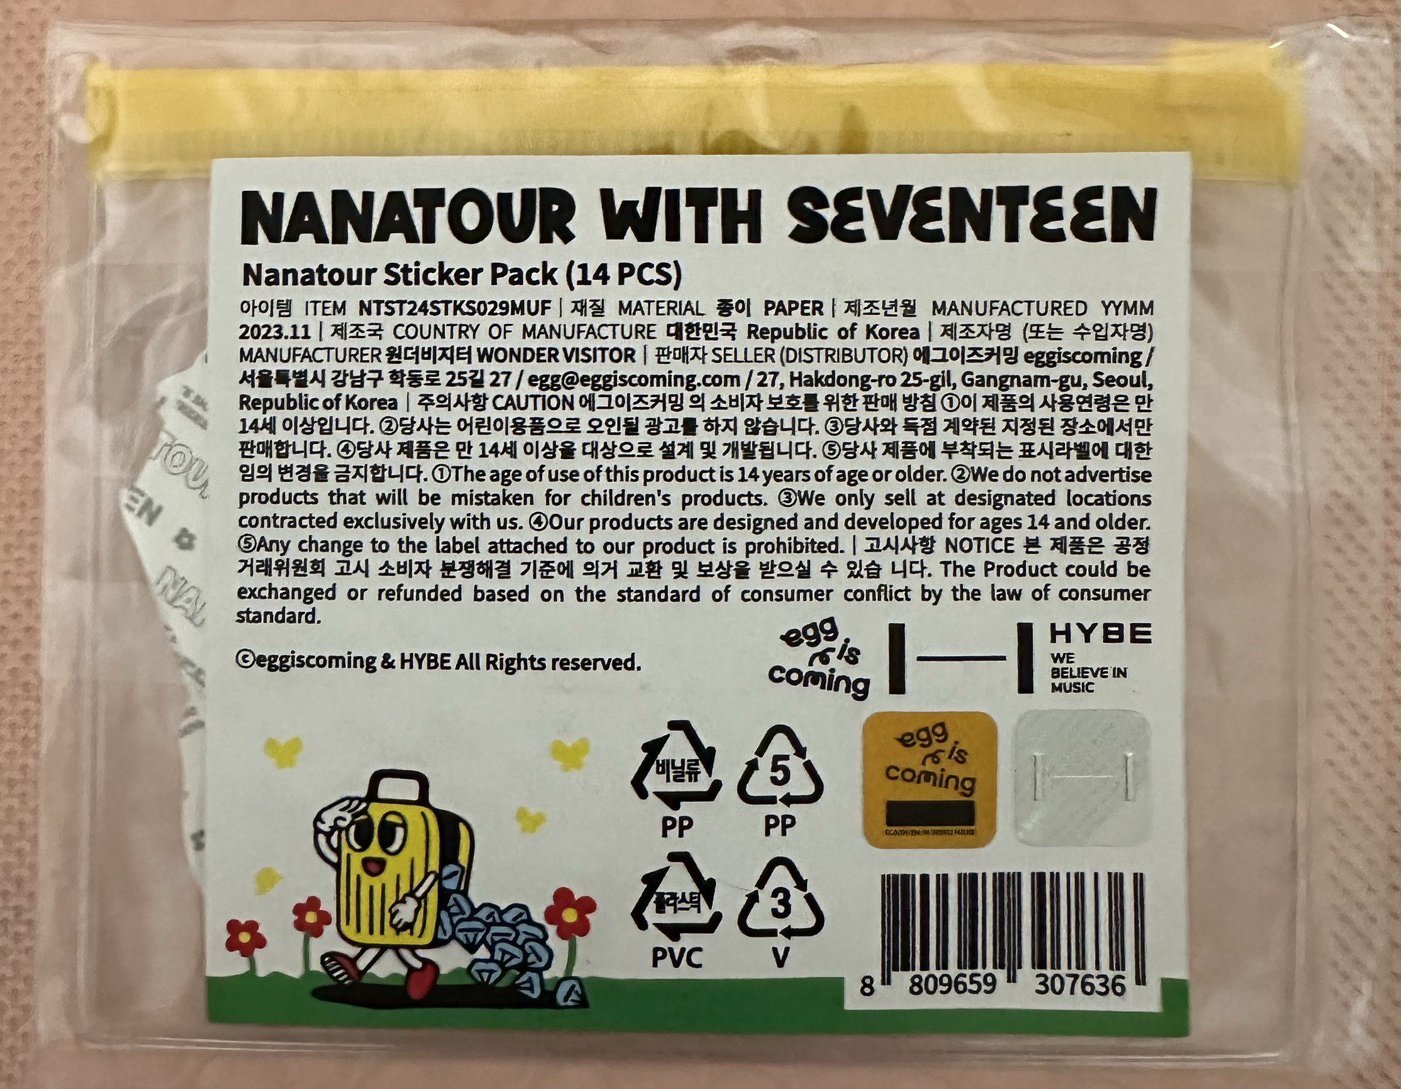 NANATOUR WITH SEVENTEEN
Nanatour Sticker Pack (14 PCS)
아이템 ITEM NTST24STKS029MUF | 재질 MATERIAL 종이 PAPER | 제조년월 MANUFACTURED YYMM
2023.11 | 제조국 COUNTRY OF MANUFACTURE 대한민국 Republic of Korea | 제조자명 (또는 수입자명)
MANUFACTURER 원더비지터 WONDER VISITOR | 판매자 SELLER (DISTRIBUTOR) 에그이즈커밍 eggiscoming /
서울특별시 강남구 학동로 25길 27 / egg@eggiscoming.com / 27, Hakdong-ro 25-gil, Gangnam-gu, Seoul,
Republic of Korea | 주의사항 CAUTION 에그이즈커밍 의 소비자 보호를 위한 판매 방침 ①이 제품의 사용연령은 만
14세 이상입니다. ②당사는 어린이용품으로 오인될 광고를 하지 않습니다. ③당사와 독점 계약된 지정된 장소에서만
판매합니다. ④당사 제품은 만 14세 이상을 대상으로 설계 및 개발됩니다. ⑤당사 제품에 부착되는 표시라벨에 대한
임의 변경을 금지합니다. ①The age of use of this product is 14 years of age or older. ②We do not advertise
products that will be mistaken for children's products. ③We only sell at designated locations
contracted exclusively with us. ④Our products are designed and developed for ages 14 and older.
⑤Any change to the label attached to our product is prohibited. | 고시사항 NOTICE 본 제품은 공정
거래위원회 고시 소비자 분쟁해결 기준에 의거 교환 및 보상을 받으실 수 있습 니다. The Product could be
exchanged or refunded based on the standard of consumer conflict by the law of consumer
standard.
ⓒeggiscoming & HYBE All Rights reserved.
egg is coming
HYBE
WE
BELIEVE IN
MUSIC
비닐류
PP
5
PP
egg is coming
플라스틱
PVC
3
V
8 809659 307636
TOUR
EN
NA